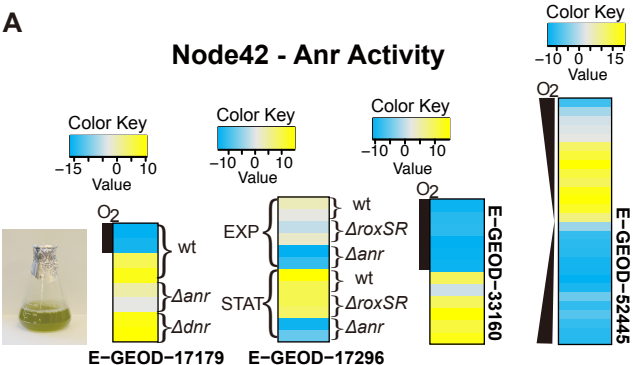 A
Node42 - Anr Activity
Color Key
−10 0 15
Value
Color Key
−15 0 10
Value
Color Key
−10 0 10
Value
Color Key
−10 0 10
Value
O2
wt
Δanr
Δdnr
E−GEOD−17179
EXP
STAT
wt
ΔroxSR
Δanr
wt
ΔroxSR
Δanr
E−GEOD−17296
O2
E−GEOD−33160
O2
E−GEOD−52445